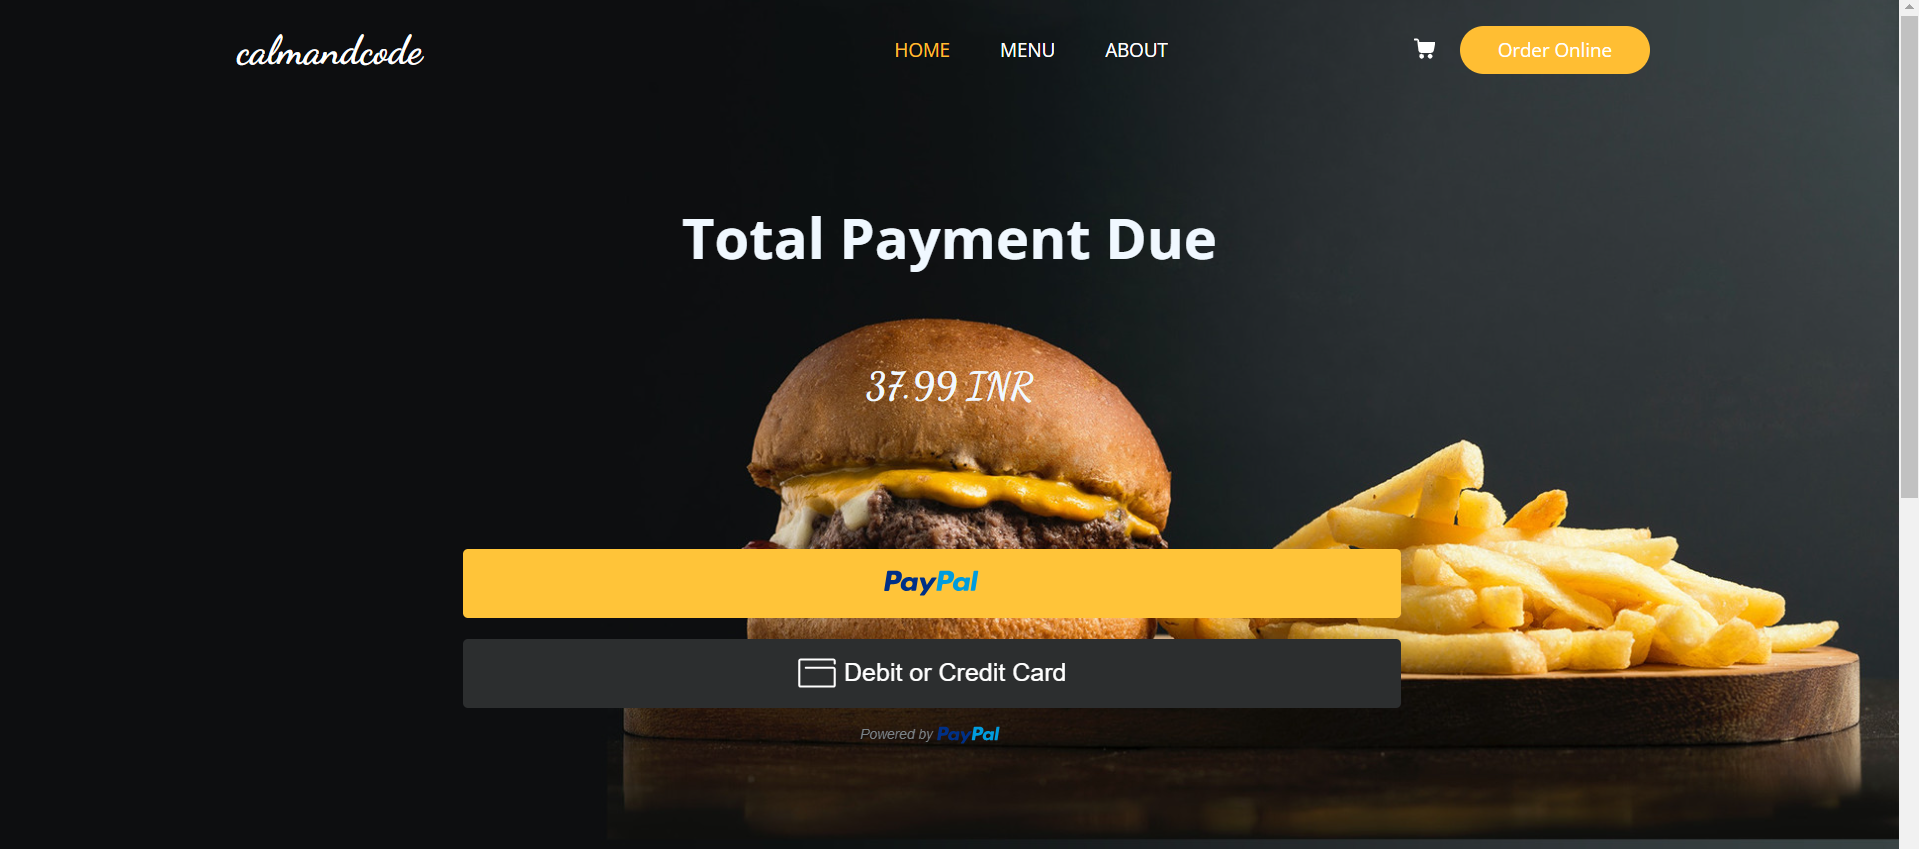 calmandcode
HOME MENU ABOUT
Order Online
Total Payment Due
37.99 INR
PayPal
Debit or Credit Card
Powered by PayPal